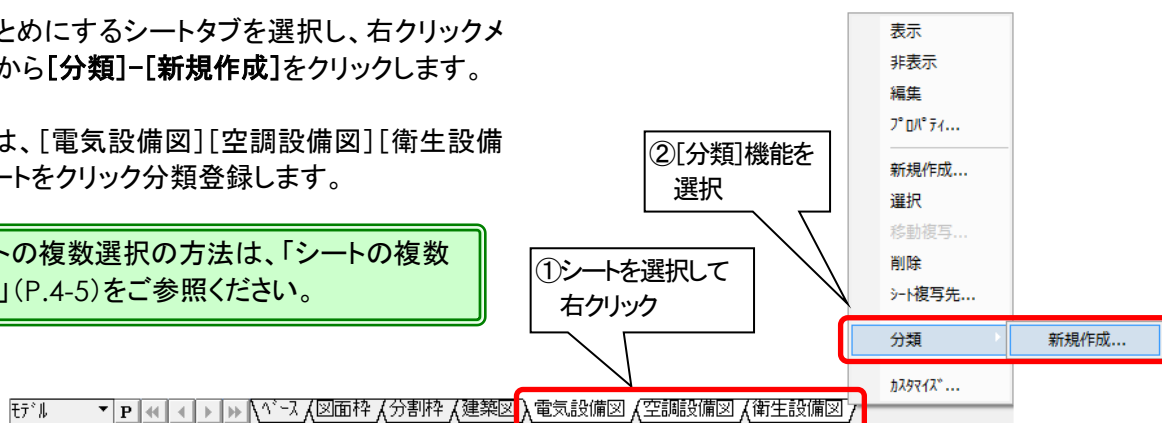 とめにするシートタブを選択し、右クリックメ
から[分類]-[新規作成]をクリックします。
は、[電気設備図][空調設備図][衛生設備
ートをクリック分類登録します。
トの複数選択の方法は、「シートの複数
」(P.4-5)をご参照ください。
①シートを選択して
右クリック
②[分類]機能を
選択
表示
非表示
編集
ﾌﾟﾛﾊﾟﾃｨ...
新規作成...
選択
移動複写...
削除
ｼｰﾄ複写先...
分類
新規作成...
ｶｽﾀﾏｲｽﾞ...
ﾓﾃﾞﾙ P ﾍﾞｰｽ 図面枠 分割枠 建築図 電気設備図 空調設備図 衛生設備図